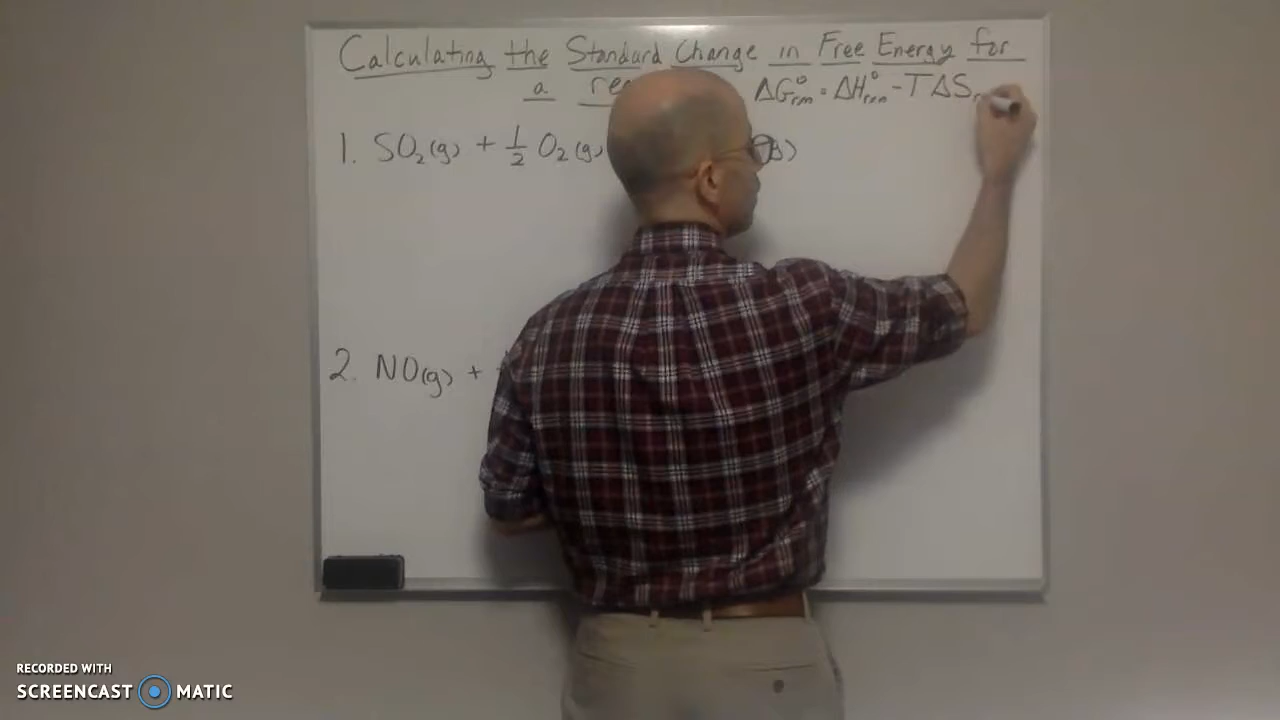 Calculating the Standard Change in Free Energy for
a ΔG°rxn = ΔH°rxn - TΔS
1. SO₂(g) + 1/2 O₂(g)
2. NO(g) +
RECORDED WITH
SCREENCAST MATIC